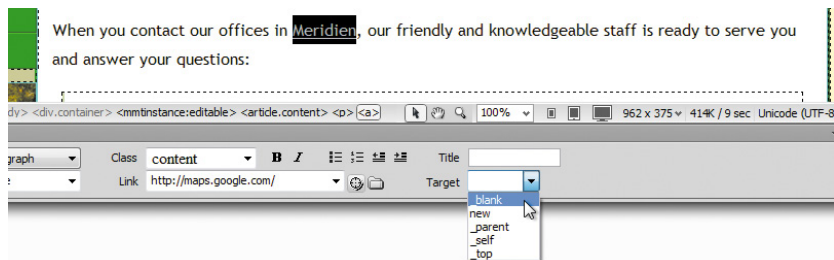 When you contact our offices in Meridien, our friendly and knowledgeable staff is ready to serve you
and answer your questions:
<div.container> <mmtinstance:editable> <article.content> <p> <a> 100% 962 x 375 414K / 9 sec Unicode (UTF-8
Class content B I Title
Link http://maps.google.com/ Target
_blank
new
_parent
_self
_top